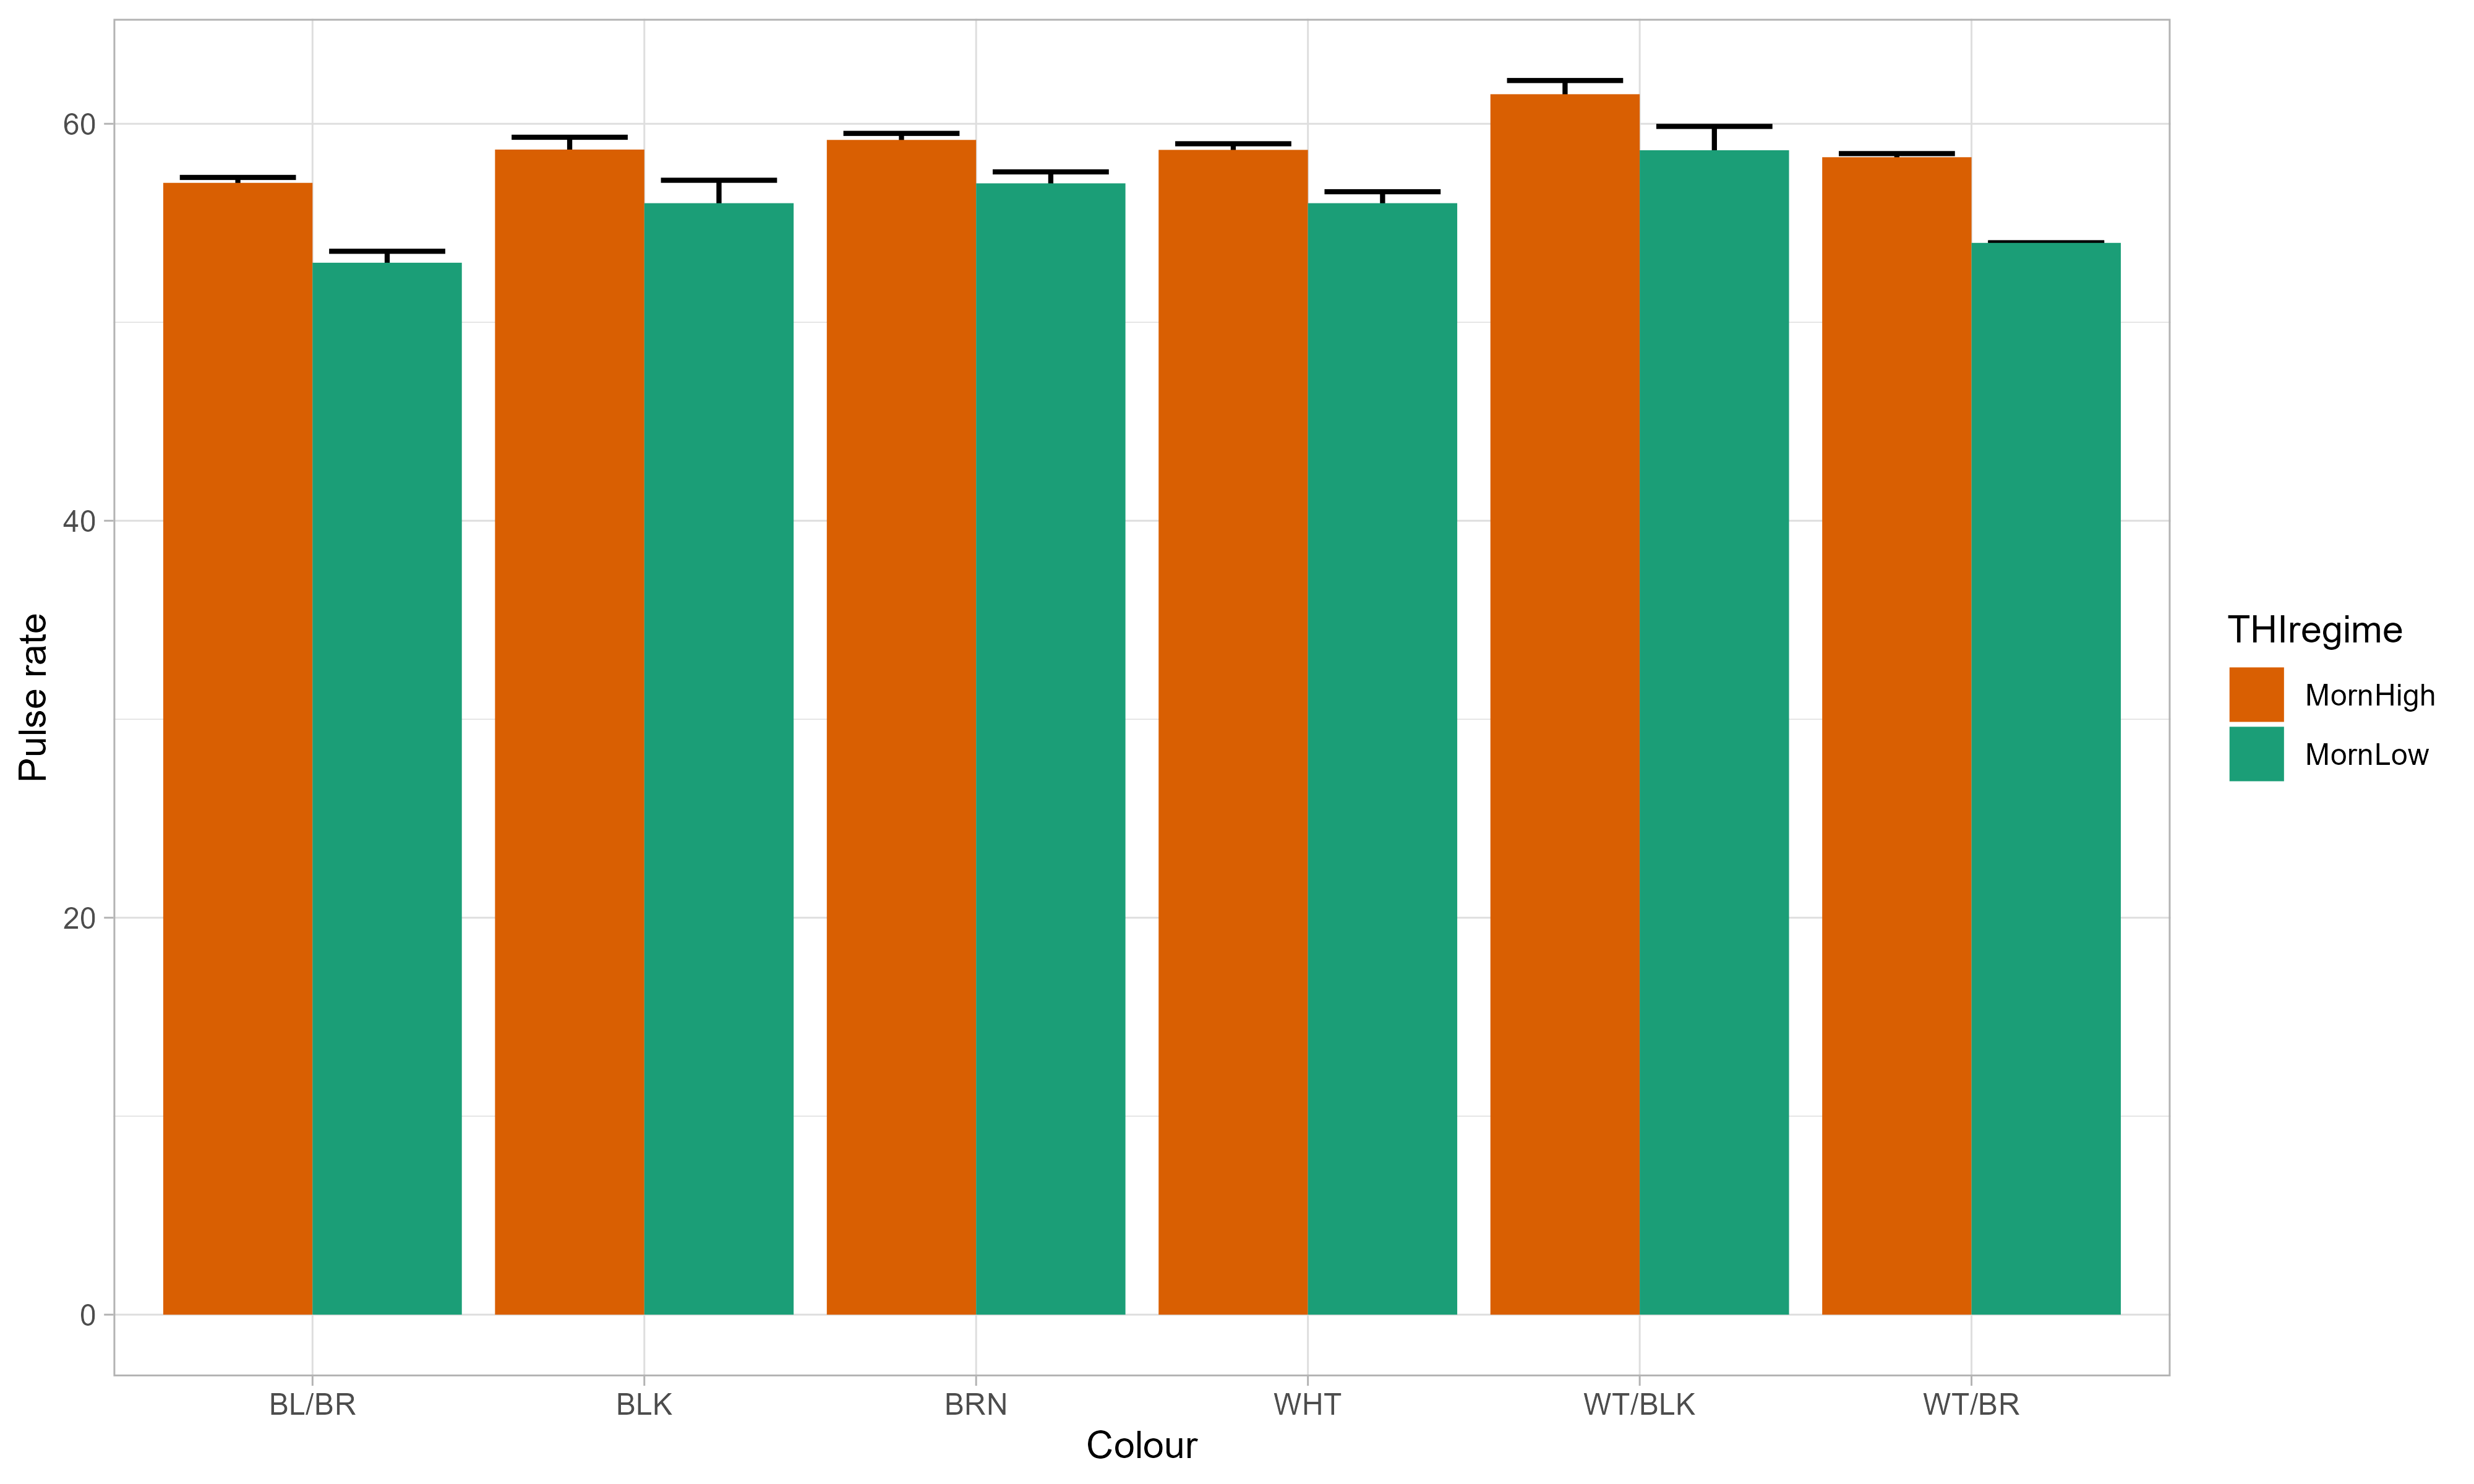 60
40
20
0
Pulse rate
BL/BR
BLK
BRN
WHT
WT/BLK
WT/BR
Colour
THIregime
MornHigh
MornLow